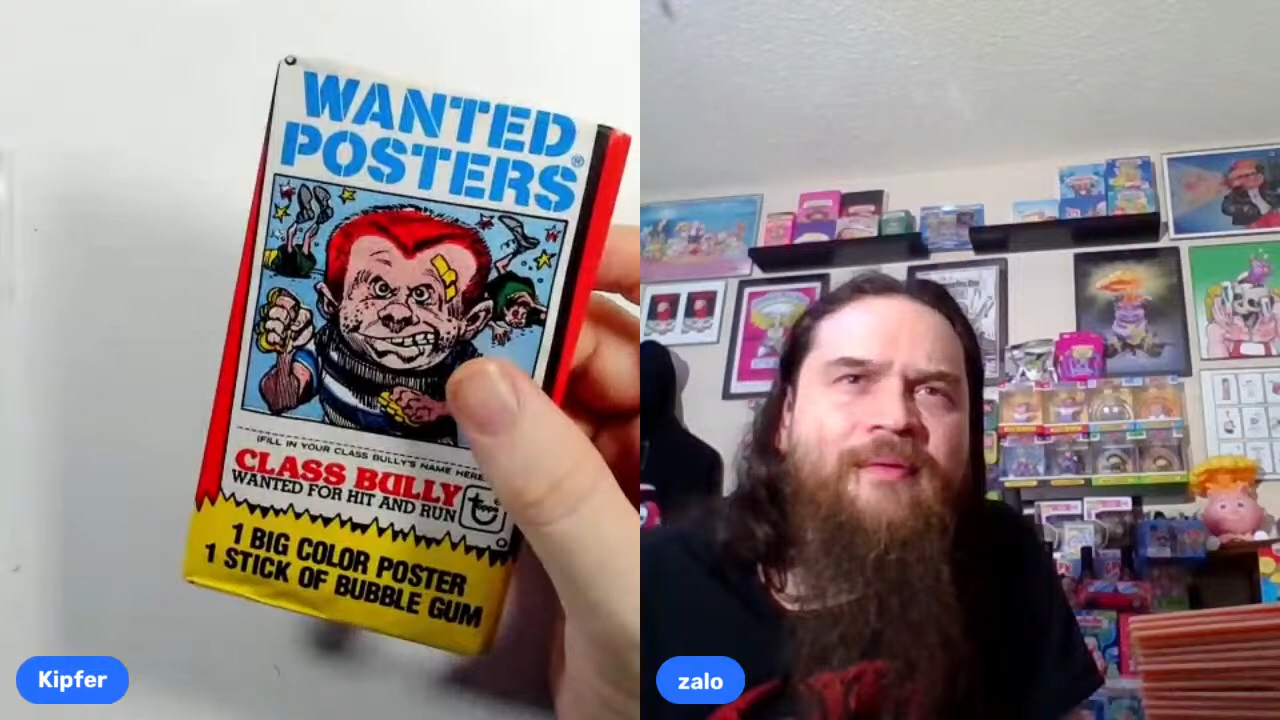 WANTED
POSTERS®
(FILL IN YOUR CLASS BULLY'S NAME HERE
CLASS BULLY
WANTED FOR HIT AND RUN
topps
1 BIG COLOR POSTER
1 STICK OF BUBBLE GUM
Kipfer
zalo